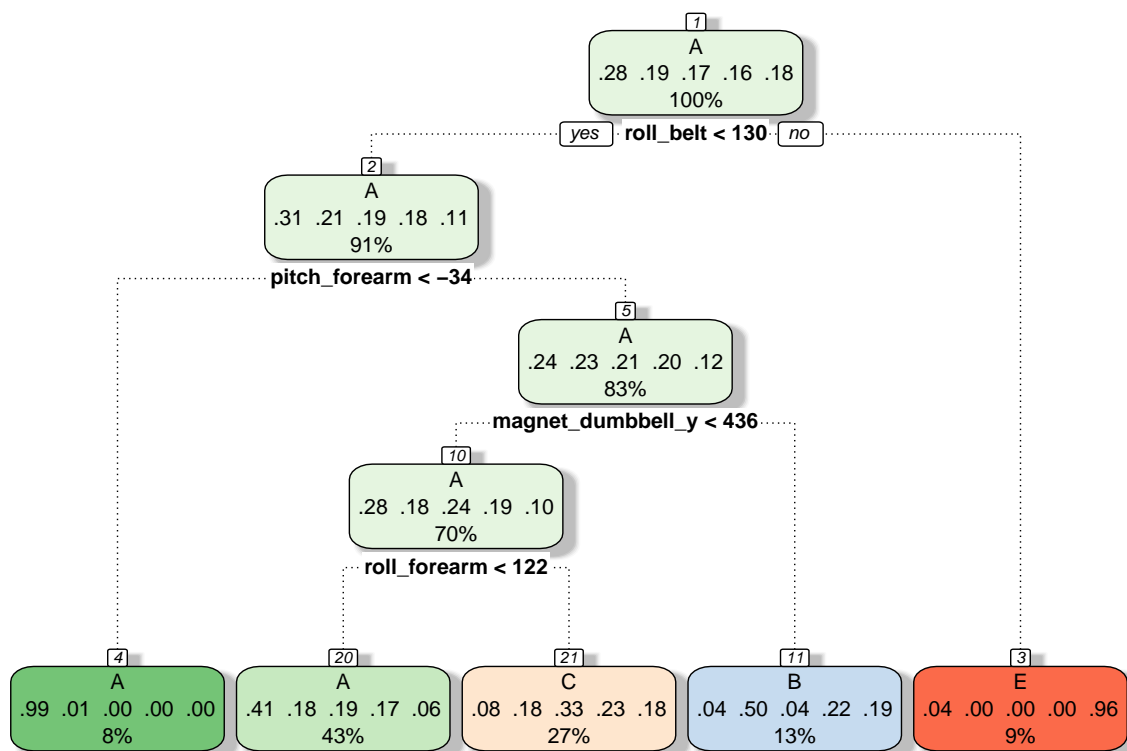 1
A
.28 .19 .17 .16 .18
100%
yes roll_belt < 130 no
2
A
.31 .21 .19 .18 .11
91%
pitch_forearm < −34
5
A
.24 .23 .21 .20 .12
83%
magnet_dumbbell_y < 436
10
A
.28 .18 .24 .19 .10
70%
roll_forearm < 122
4
A
.99 .01 .00 .00 .00
8%
20
A
.41 .18 .19 .17 .06
43%
21
C
.08 .18 .33 .23 .18
27%
11
B
.04 .50 .04 .22 .19
13%
3
E
.04 .00 .00 .00 .96
9%